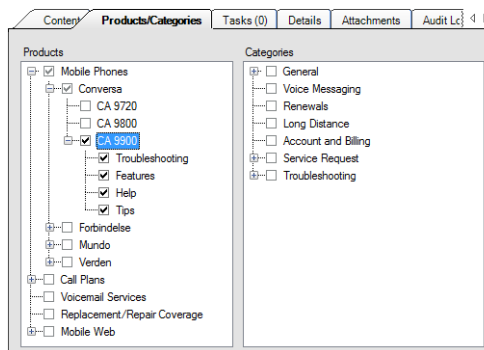 Content Products/Categories Tasks (0) Details Attachments Audit
Products
Mobile Phones
Conversa
CA 9720
CA 9800
CA 9900
Troubleshooting
Features
Help
Tips
Forbindelse
Mundo
Verden
Call Plans
Voicemail Services
Replacement/Repair Coverage
Mobile Web
Categories
General
Voice Messaging
Renewals
Long Distance
Account and Billing
Service Request
Troubleshooting